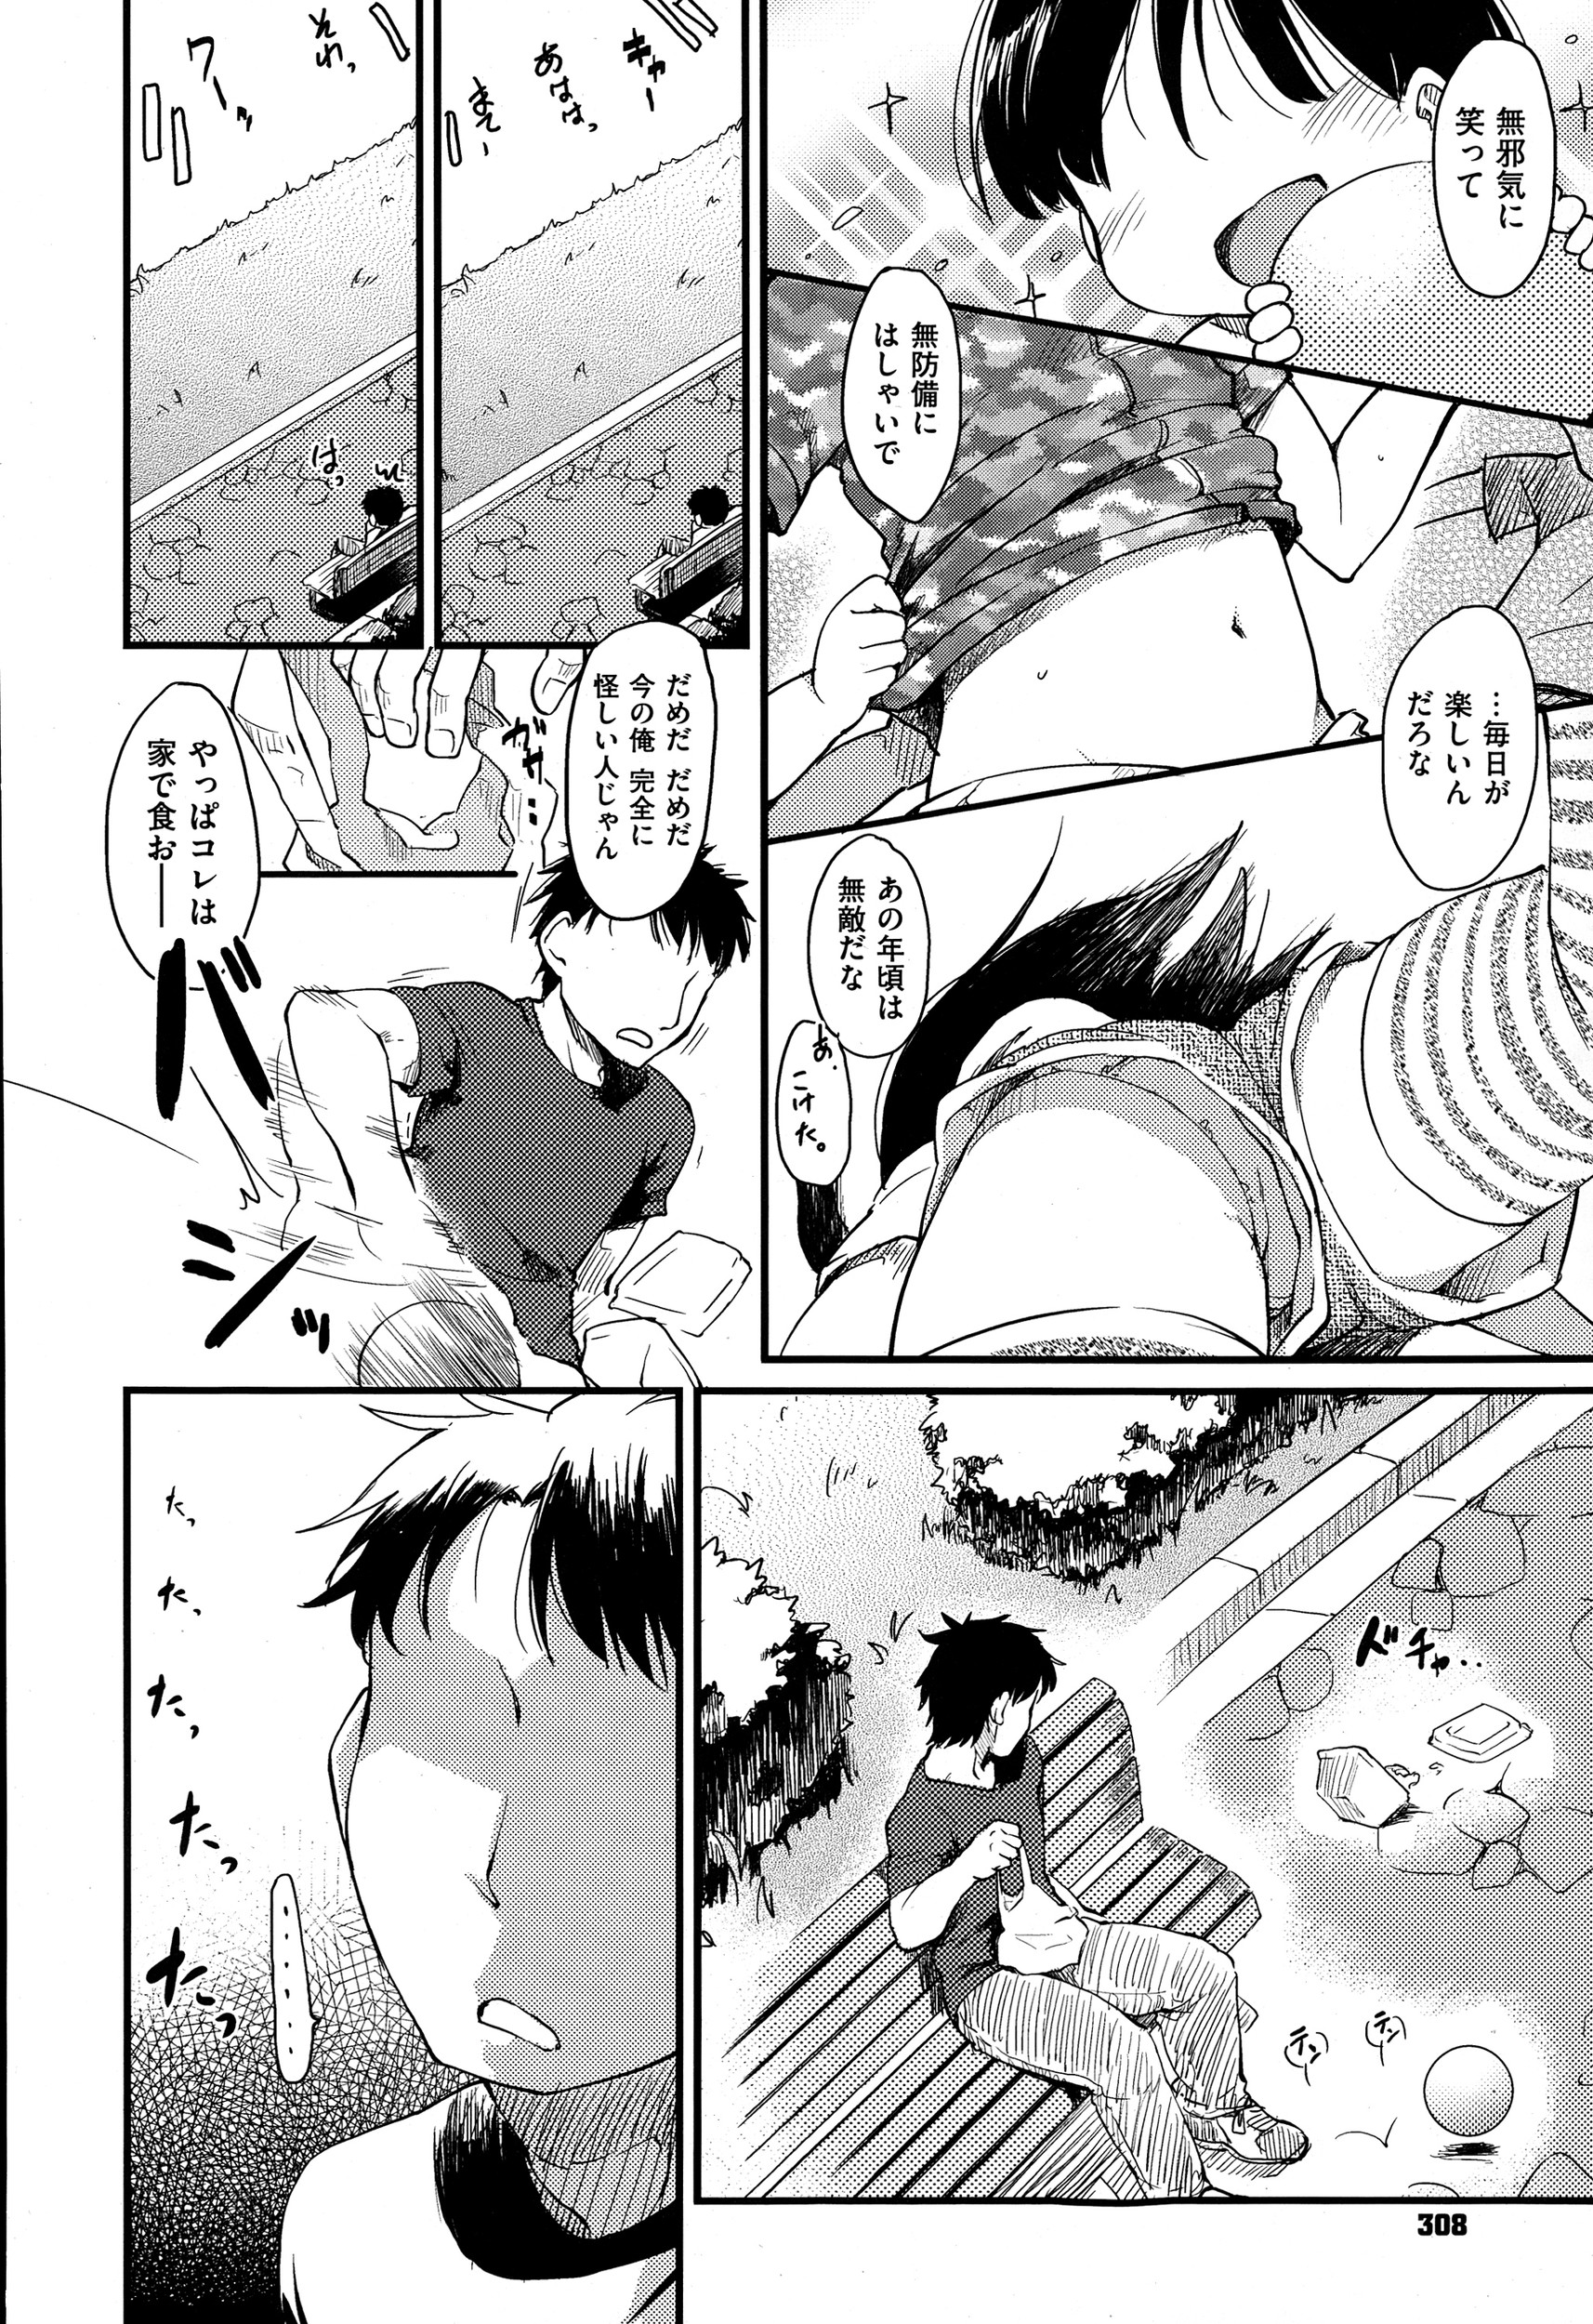 無邪気に
笑って
無防備に
はしゃいで
…毎日が
楽しいん
だろな
あの年頃は
無敵だな
あ、
こけた。
キャー
あはは
まてー
それっ
ワーッ
はっ
だめだ だめだ
今の俺 完全に
怪しい人じゃん
ガサ…
やっぱコレは
家で食お──
バシッ
ズチャ‥
テン
テン
……
たっ
たっ
たっ
たっ
たっ
308